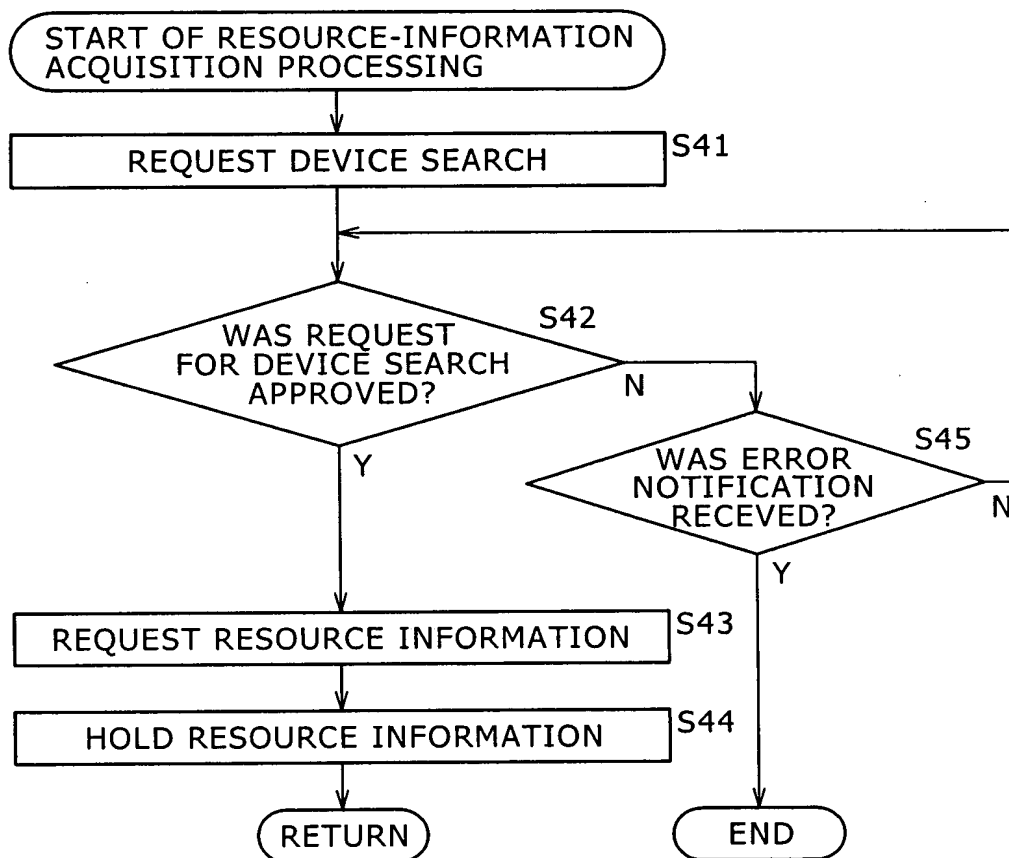 START OF RESOURCE-INFORMATION
ACQUISITION PROCESSING
REQUEST DEVICE SEARCH
S41
WAS REQUEST
FOR DEVICE SEARCH
APPROVED?
S42
N
Y
WAS ERROR
NOTIFICATION
RECEVED?
S45
N
Y
REQUEST RESOURCE INFORMATION
S43
HOLD RESOURCE INFORMATION
S44
RETURN
END